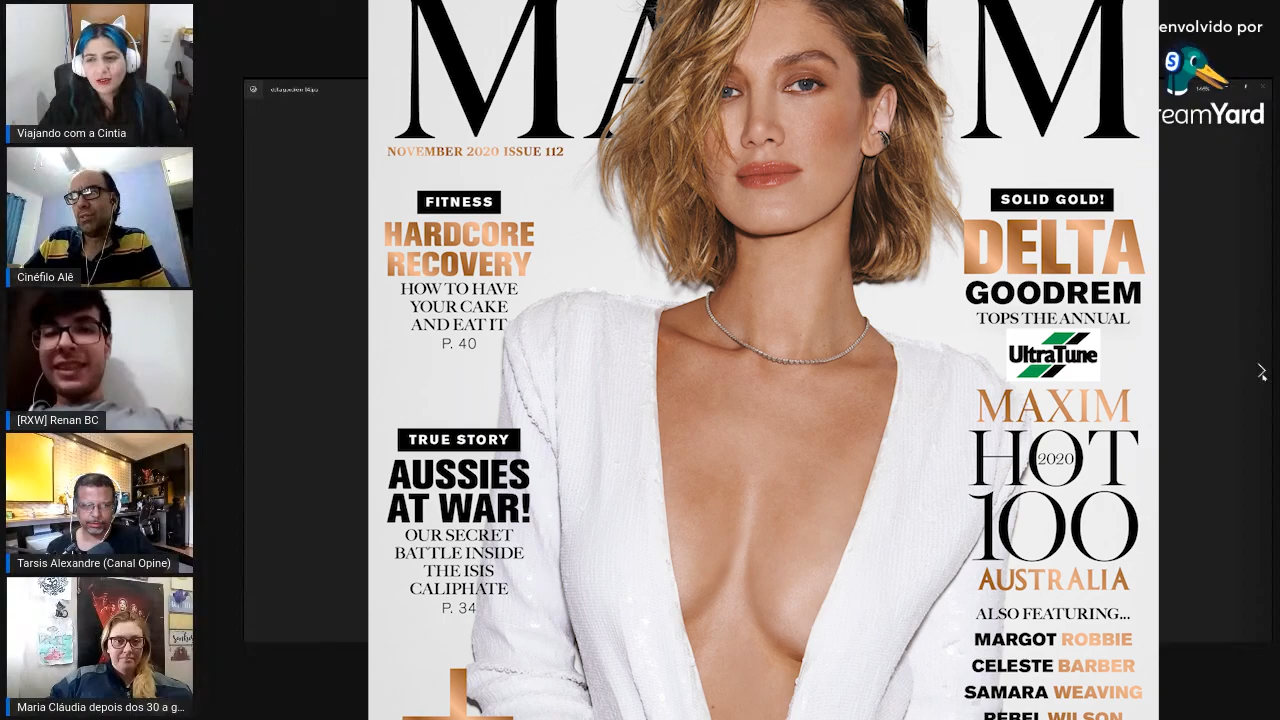 Viajando com a Cintia
Cinéfilo Alê
[RXW] Renan BC
Tarsis Alexandre (Canal Opine)
Maria Cláudia depois dos 30 a g...
MAXIM
NOVEMBER 2020 ISSUE 112
FITNESS
HARDCORE
RECOVERY
HOW TO HAVE
YOUR CAKE
AND EAT IT
P. 40
TRUE STORY
AUSSIES
AT WAR!
OUR SECRET
BATTLE INSIDE
THE ISIS
CALIPHATE
P. 34
SOLID GOLD!
DELTA
GOODREM
TOPS THE ANNUAL
UltraTune
MAXIM
HOT
2020
100
AUSTRALIA
ALSO FEATURING...
MARGOT ROBBIE
CELESTE BARBER
SAMARA WEAVING
REBEL WILSON
envolvido por
S
reamYard